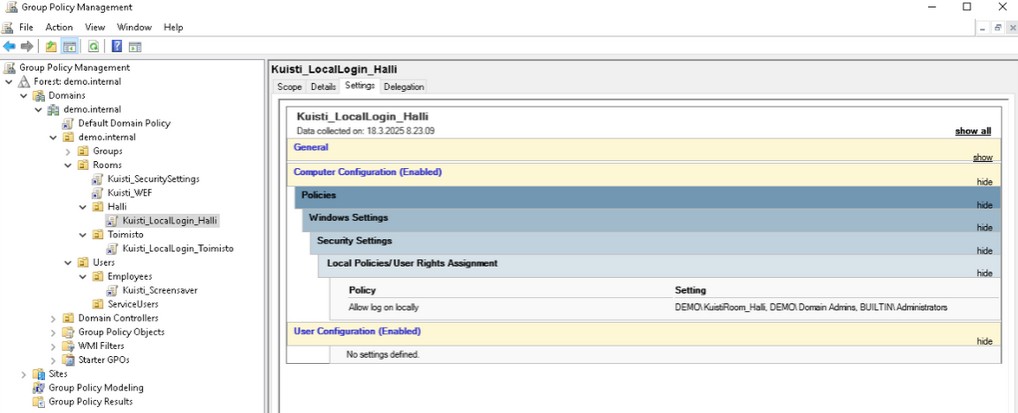 Group Policy Management
File Action View Window Help
Group Policy Management
Forest: demo.internal
Domains
demo.internal
Default Domain Policy
demo.internal
Groups
Rooms
Kuisti_SecuritySettings
Kuisti_WEF
Halli
Kuisti_LocalLogin_Halli
Toimisto
Kuisti_LocalLogin_Toimisto
Users
Employees
Kuisti_Screensaver
ServiceUsers
Domain Controllers
Group Policy Objects
WMI Filters
Starter GPOs
Sites
Group Policy Modeling
Group Policy Results
Kuisti_LocalLogin_Halli
Scope Details Settings Delegation
Kuisti_LocalLogin_Halli
Data collected on: 18.3.2025 8.23.09
show all
General
show
Computer Configuration (Enabled)
hide
Policies
hide
Windows Settings
hide
Security Settings
hide
Local Policies/User Rights Assignment
hide
Policy Setting
Allow log on locally DEMO\KuistiRoom_Halli, DEMO\Domain Admins, BUILTIN\Administrators
User Configuration (Enabled)
hide
No settings defined.